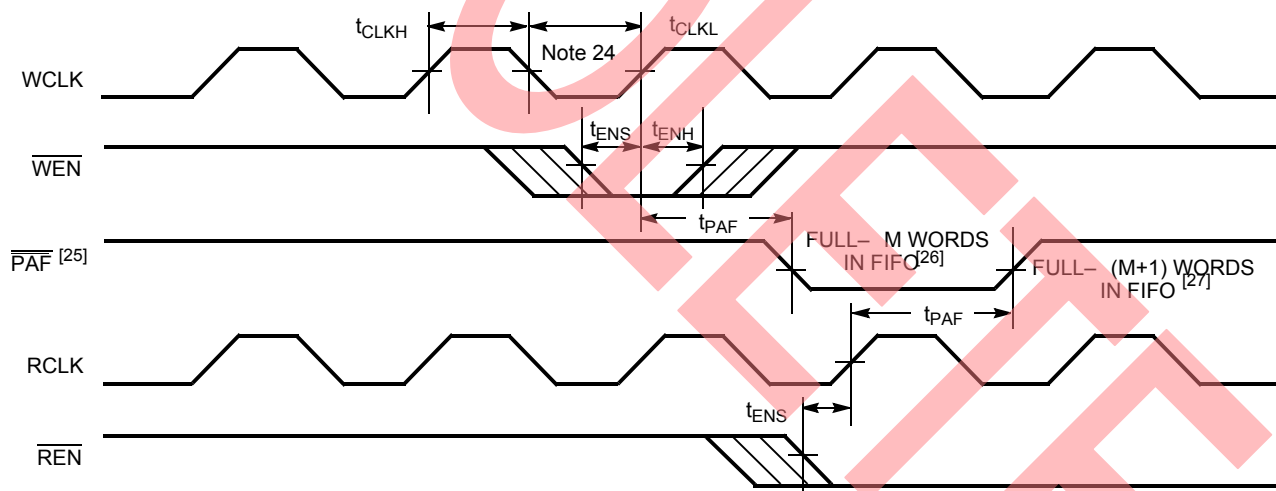 tCLKH
tCLKL
Note 24
WCLK
tENS
tENH
WEN
tPAF
PAF [25]
FULL– M WORDS
IN FIFO[26]
FULL– (M+1) WORDS
IN FIFO [27]
tPAF
RCLK
tENS
REN